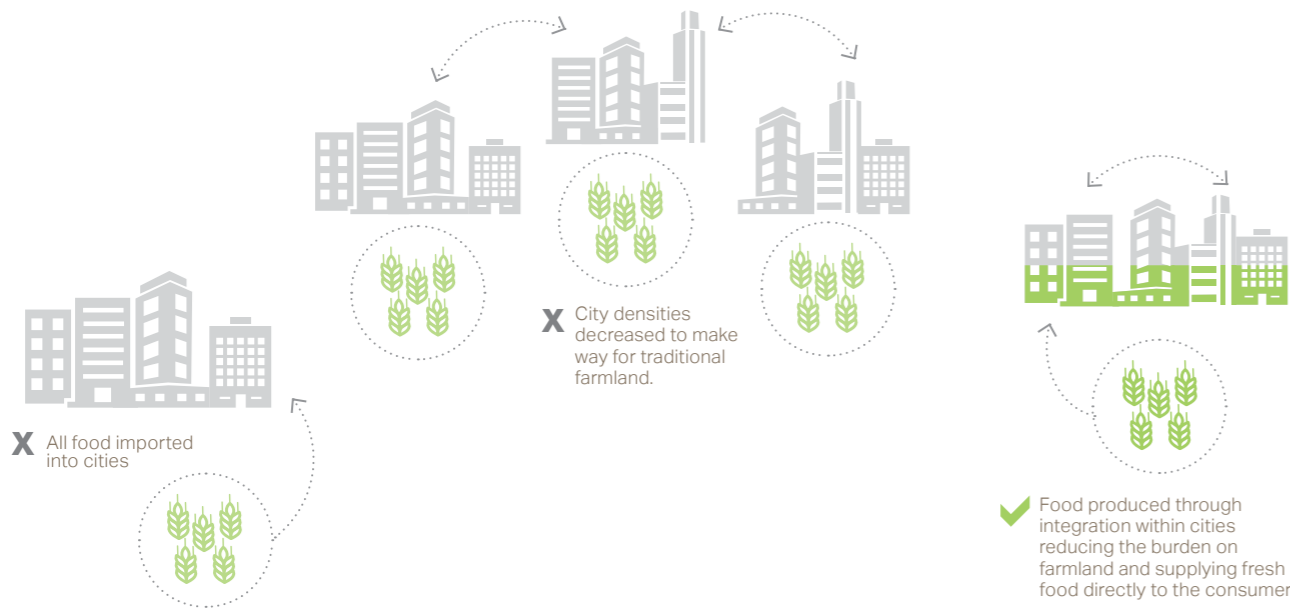 X All food imported
into cities
X City densities
decreased to make
way for traditional
farmland.
Food produced through
integration within cities
reducing the burden on
farmland and supplying fresh
food directly to the consumer